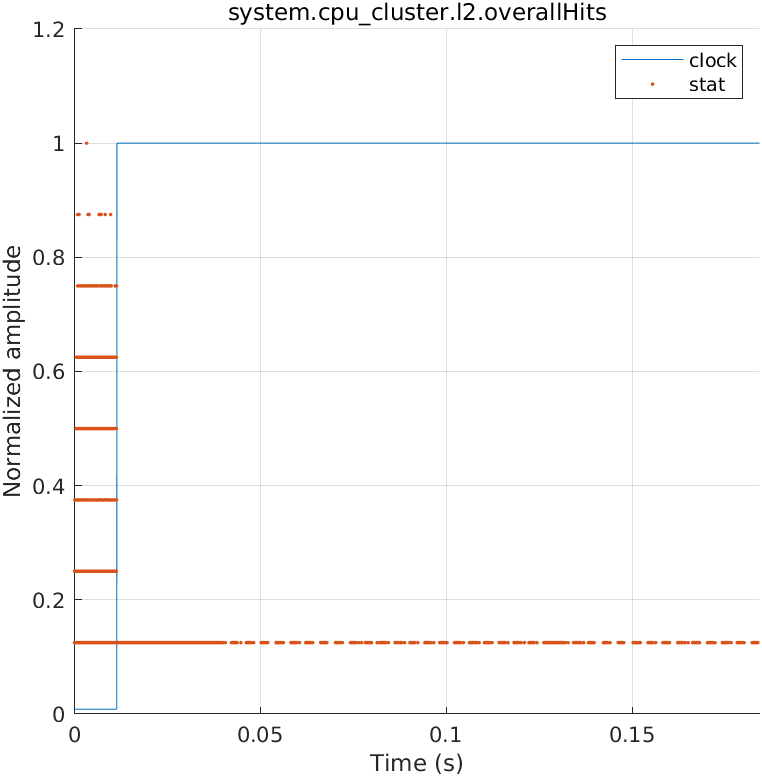 system.cpu_cluster.l2.overallHits
clock
stat
Normalized amplitude
1.2
1
0.8
0.6
0.4
0.2
0
0
0.05
0.1
0.15
Time (s)